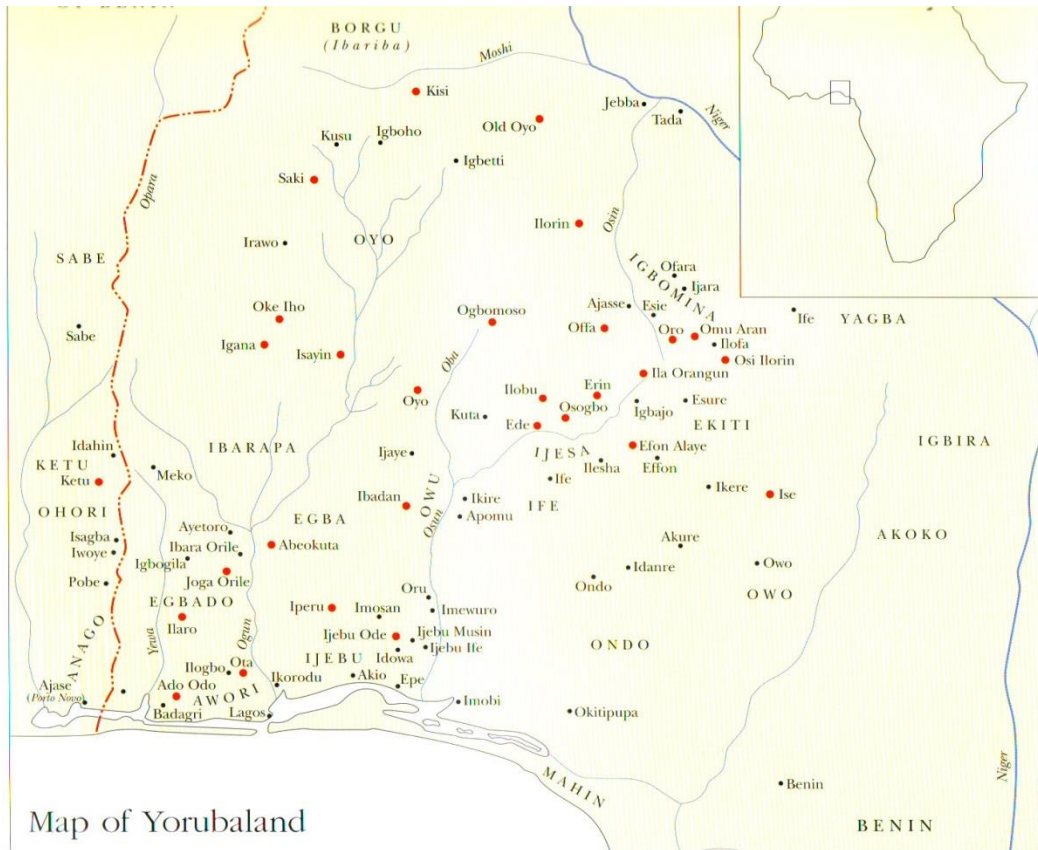 BORGU
(Ibariba)
Moshi
Kisi
Jebba
Tada
Niger
Old Oyo
Kusu
Igboho
Igbetti
Saki
Opara
Ilorin
Osin
Irawo
OYO
SABE
Ofara
Ijara
IGBOMINA
Sabe
Oke Iho
Ogbomoso
Ajasse
Esie
Ife
YAGBA
Offa
Oro
Omu Aran
Ilofa
Igana
Isayin
Oba
Osi Ilorin
Ila Orangun
Oyo
Ilobu
Erin
Kuta
Osogbo
Ede
Igbajo
Esure
EKITI
IGBIRA
Idahin
IBARAPA
Ijaye
IJESA
Efon Alaye
Ilesha
Effon
KETU
Ketu
Meko
Ife
Ikere
Ise
Ibadan
OWU
Ikire
IFE
OHORI
EGBA
Osun
Apomu
AKOKO
Isagba
Iwoye
Ayetoro
Ibara Orile
Abeokuta
Akure
Igbogila
Idanre
Owo
Pobe
Joga Orile
Ondo
OWO
EGBADO
Oru
Iperu
Imosan
Imewuro
Ilaro
Ijebu Ode
Ijebu Musin
ANAGO
Yewa
Ogun
IJEBU
Idowa
Ijebu Ife
ONDO
Ilogbo
Ota
Ajase
(Porto Novo)
Ado Odo
AWORI
Ikorodu
Akio
Epe
Imobi
Badagri
Lagos
Okitipupa
MAHIN
Benin
Niger
Map of Yorubaland
BENIN